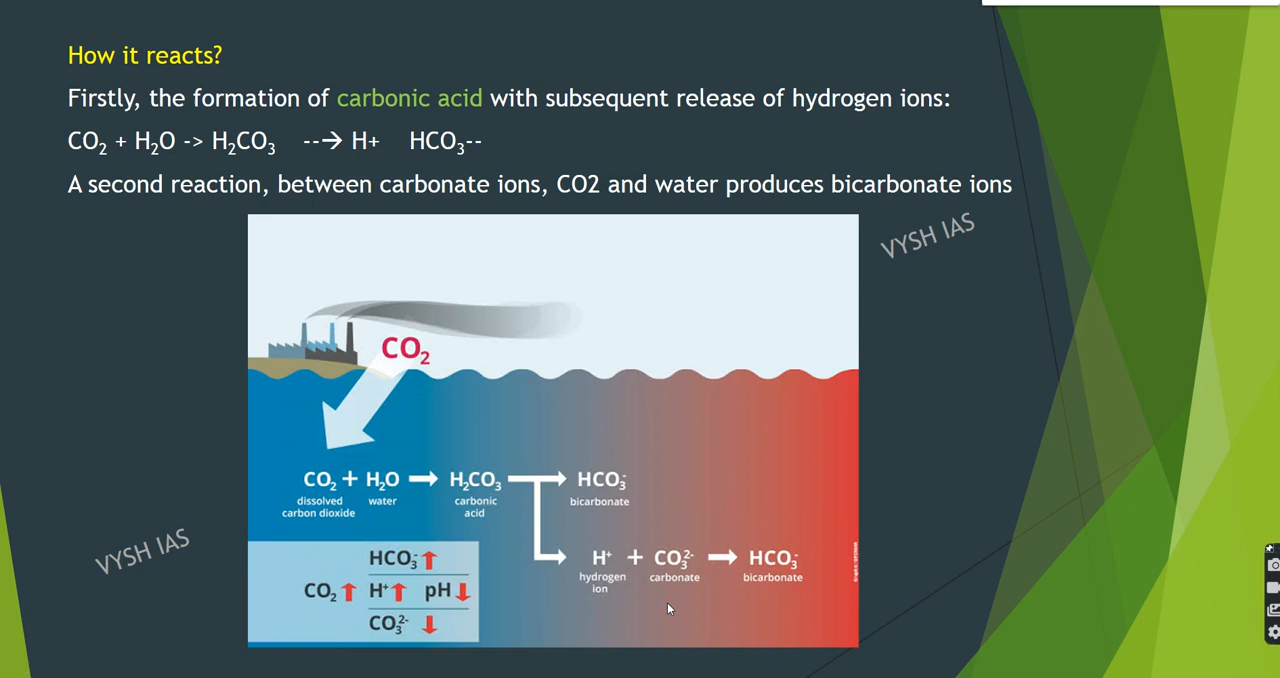 How it reacts?
Firstly, the formation of carbonic acid with subsequent release of hydrogen ions:
CO₂ + H₂O -> H₂CO₃ --→ H+ HCO₃--
A second reaction, between carbonate ions, CO2 and water produces bicarbonate ions
VYSH IAS
CO₂
CO₂ + H₂O → H₂CO₃ → HCO₃⁻
dissolved carbon dioxide
water
carbonic acid
bicarbonate
VYSH IAS
H⁺ + CO₃²⁻ → HCO₃⁻
hydrogen ion
carbonate
bicarbonate
HCO₃⁻ ↑
CO₂ ↑ H⁺ ↑ pH ↓
CO₃²⁻ ↓